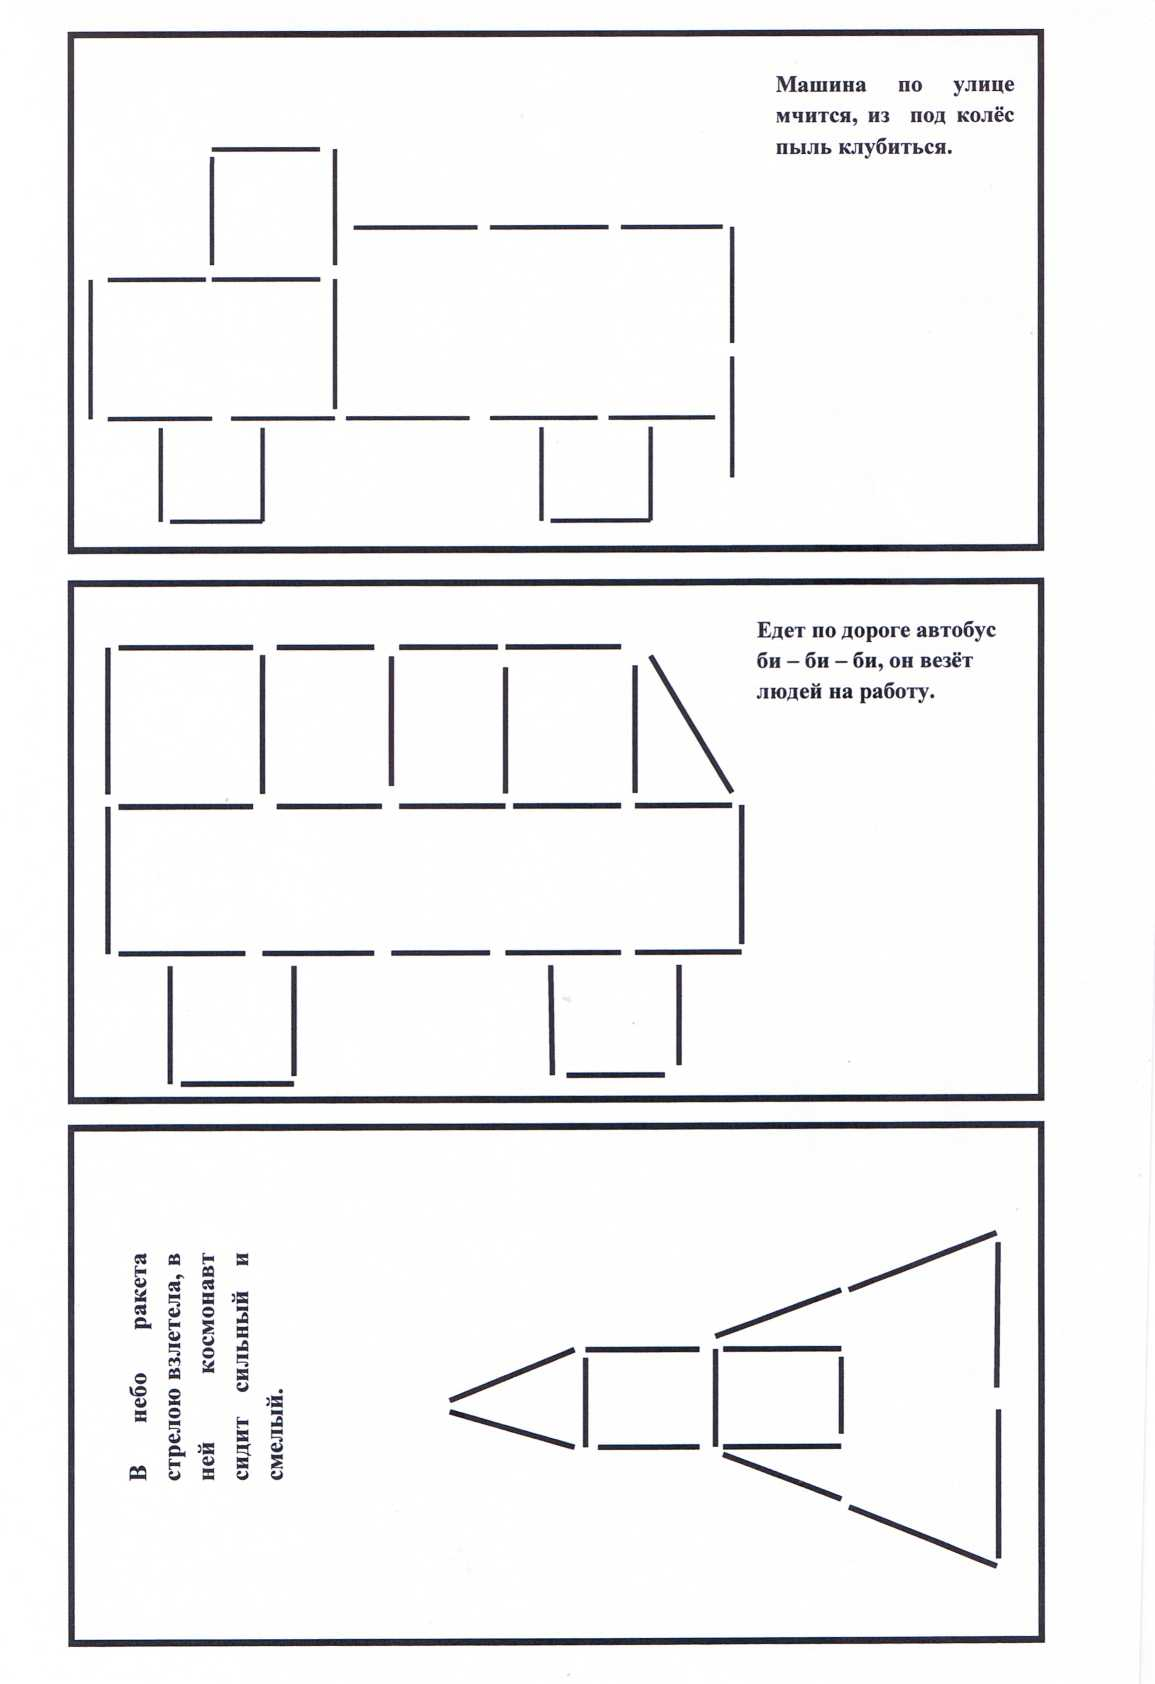 Машина по улице
мчится, из под колёс
пыль клубиться.
Едет по дороге автобус
би – би – би, он везёт
людей на работу.
В небо ракета
стрелою взлетела, в
ней космонавт
сидит сильный и
смелый.